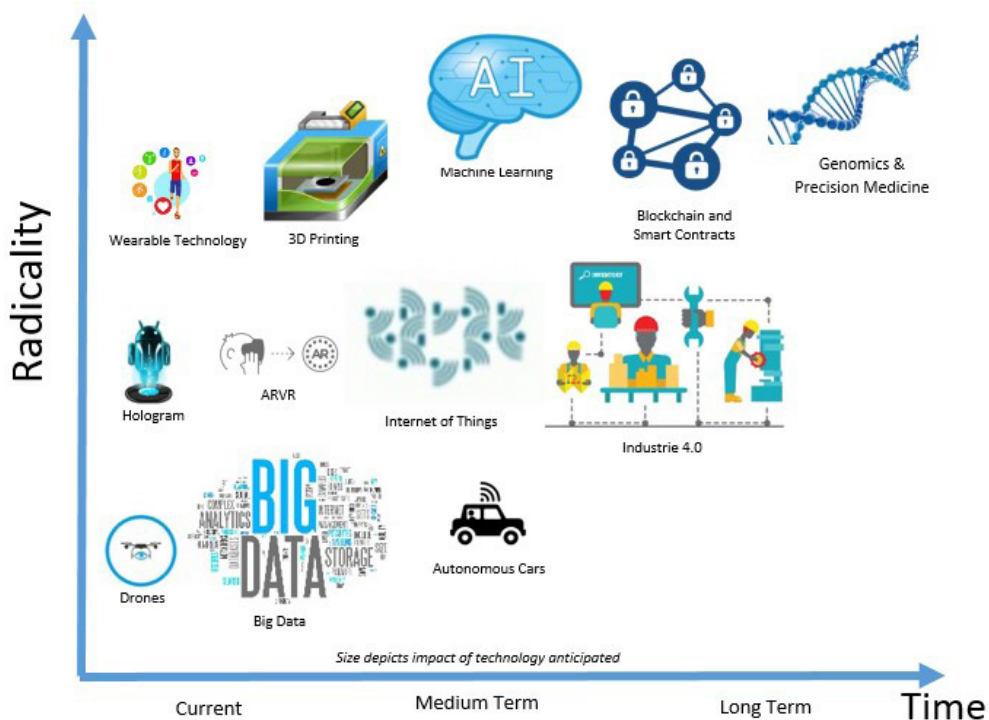 Radicality
AI
Machine Learning
Wearable Technology
3D Printing
Blockchain and
Smart Contracts
Genomics &
Precision Medicine
Hologram
AR
ARVR
Internet of Things
Industrie 4.0
Drones
BIG
DATA
ANALYTICS
STORAGE
COMPLEX
INTERNET
Big Data
Autonomous Cars
Size depicts impact of technology anticipated
Current
Medium Term
Long Term
Time